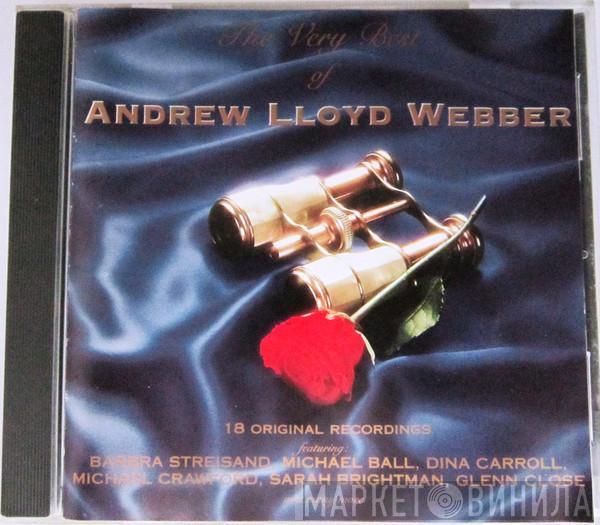 The Very Best
of
ANDREW LLOYD WEBBER
18 ORIGINAL RECORDINGS
featuring:
BARBRA STREISAND, MICHAEL BALL, DINA CARROLL,
MICHAEL CRAWFORD, SARAH BRIGHTMAN, GLENN CLOSE
МАРКЕТ ВИНИЛА